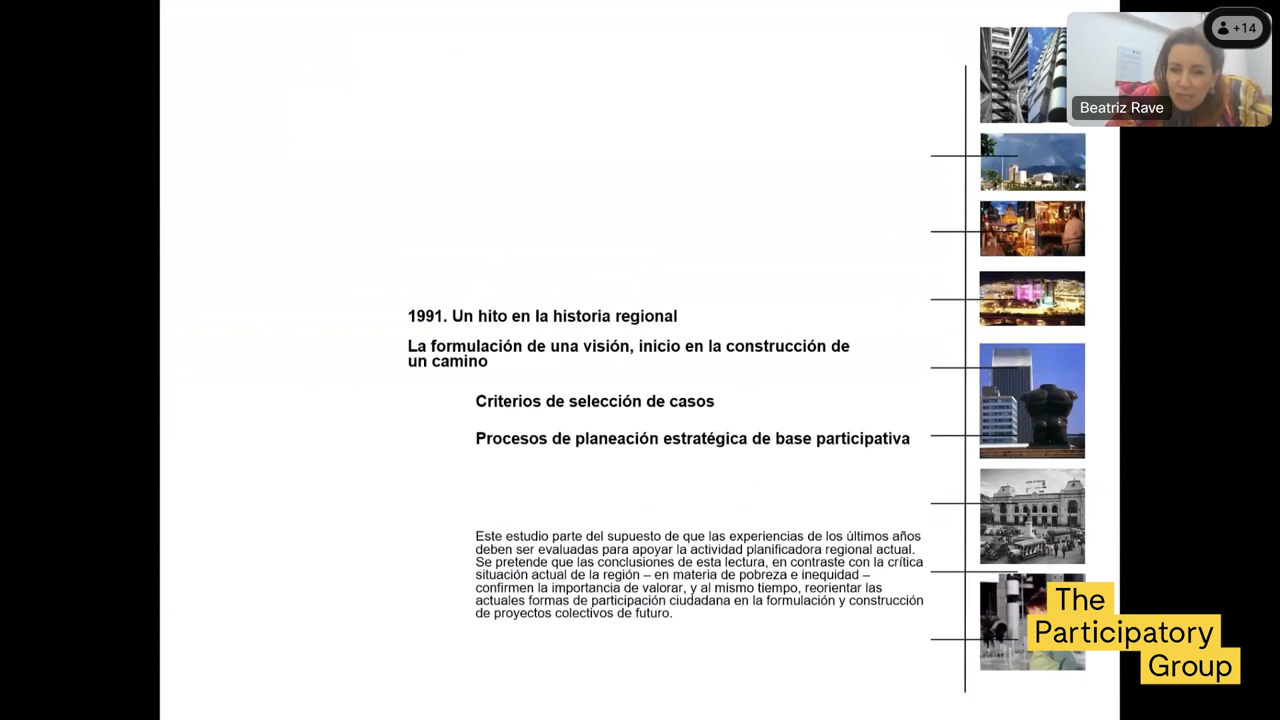 +14
Beatriz Rave
1991. Un hito en la historia regional
La formulación de una visión, inicio en la construcción de
un camino
Criterios de selección de casos
Procesos de planeación estratégica de base participativa
Este estudio parte del supuesto de que las experiencias de los últimos años
deben ser evaluadas para apoyar la actividad planificadora regional actual.
Se pretende que las conclusiones de esta lectura, en contraste con la crítica
situación actual de la región – en materia de pobreza e inequidad –
confirmen la importancia de valorar, y al mismo tiempo, reorientar las
actuales formas de participación ciudadana en la formulación y construcción
de proyectos colectivos de futuro.
The
Participatory
Group